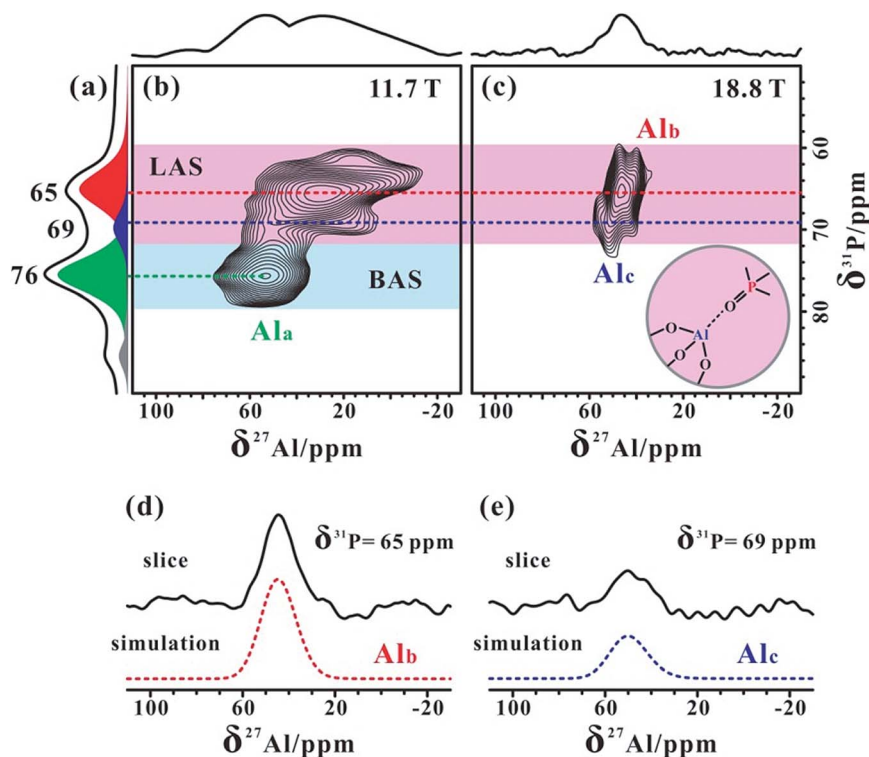 (a) (b) 11.7 T (c) 18.8 T
LAS
BAS
65
69
76
Ala
Alb
Alc
O P
Al
O
O
O
60
70
80
δ31P/ppm
100 60 20 -20
δ27Al/ppm
100 60 20 -20
δ27Al/ppm
(d)
δ31P= 65 ppm
slice
simulation
Alb
100 60 20 -20
δ27Al/ppm
(e)
δ31P= 69 ppm
slice
simulation
Alc
100 60 20 -20
δ27Al/ppm